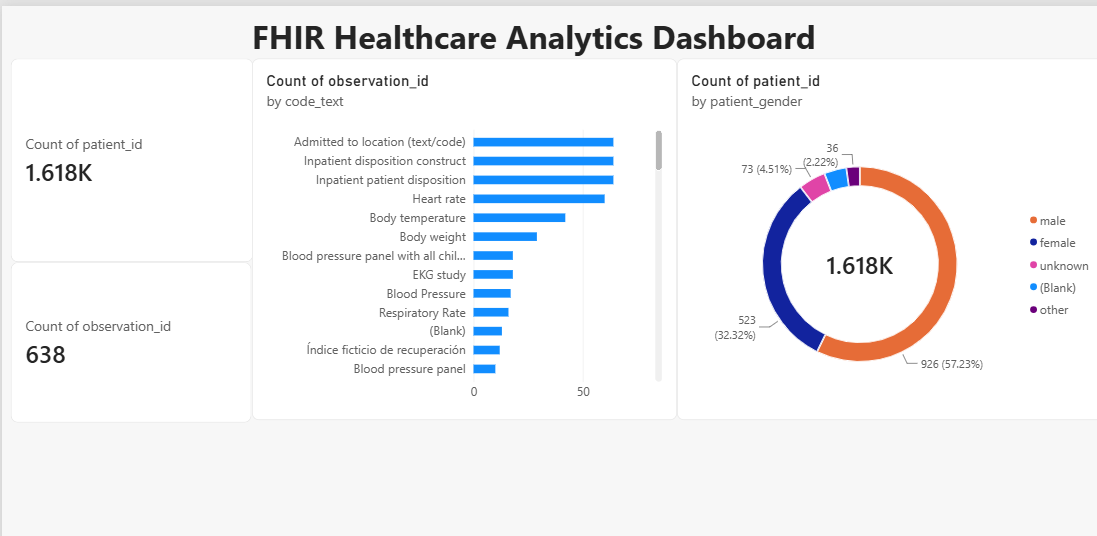 FHIR Healthcare Analytics Dashboard
Count of patient_id
1.618K
Count of observation_id
638
Count of observation_id
by code_text
Admitted to location (text/code)
Inpatient disposition construct
Inpatient patient disposition
Heart rate
Body temperature
Body weight
Blood pressure panel with all chil...
EKG study
Blood Pressure
Respiratory Rate
(Blank)
Índice ficticio de recuperación
Blood pressure panel
0
50
Count of patient_id
by patient_gender
36
(2.22%)
73 (4.51%)
1.618K
523
(32.32%)
926 (57.23%)
male
female
unknown
(Blank)
other